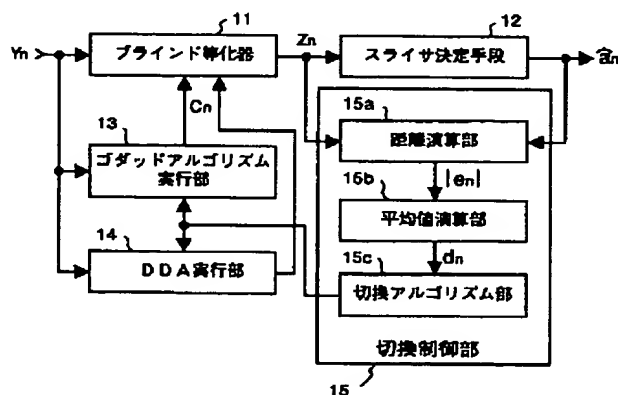 11
12
Yn
ブラインド等化器
Zn
スライサ決定手段
ân
13
Cn
15a
距離演算部
ゴダッドアルゴリズム
実行部
|en|
15b
平均値演算部
14
dn
DDA実行部
15c
切換アルゴリズム部
切換制御部
15